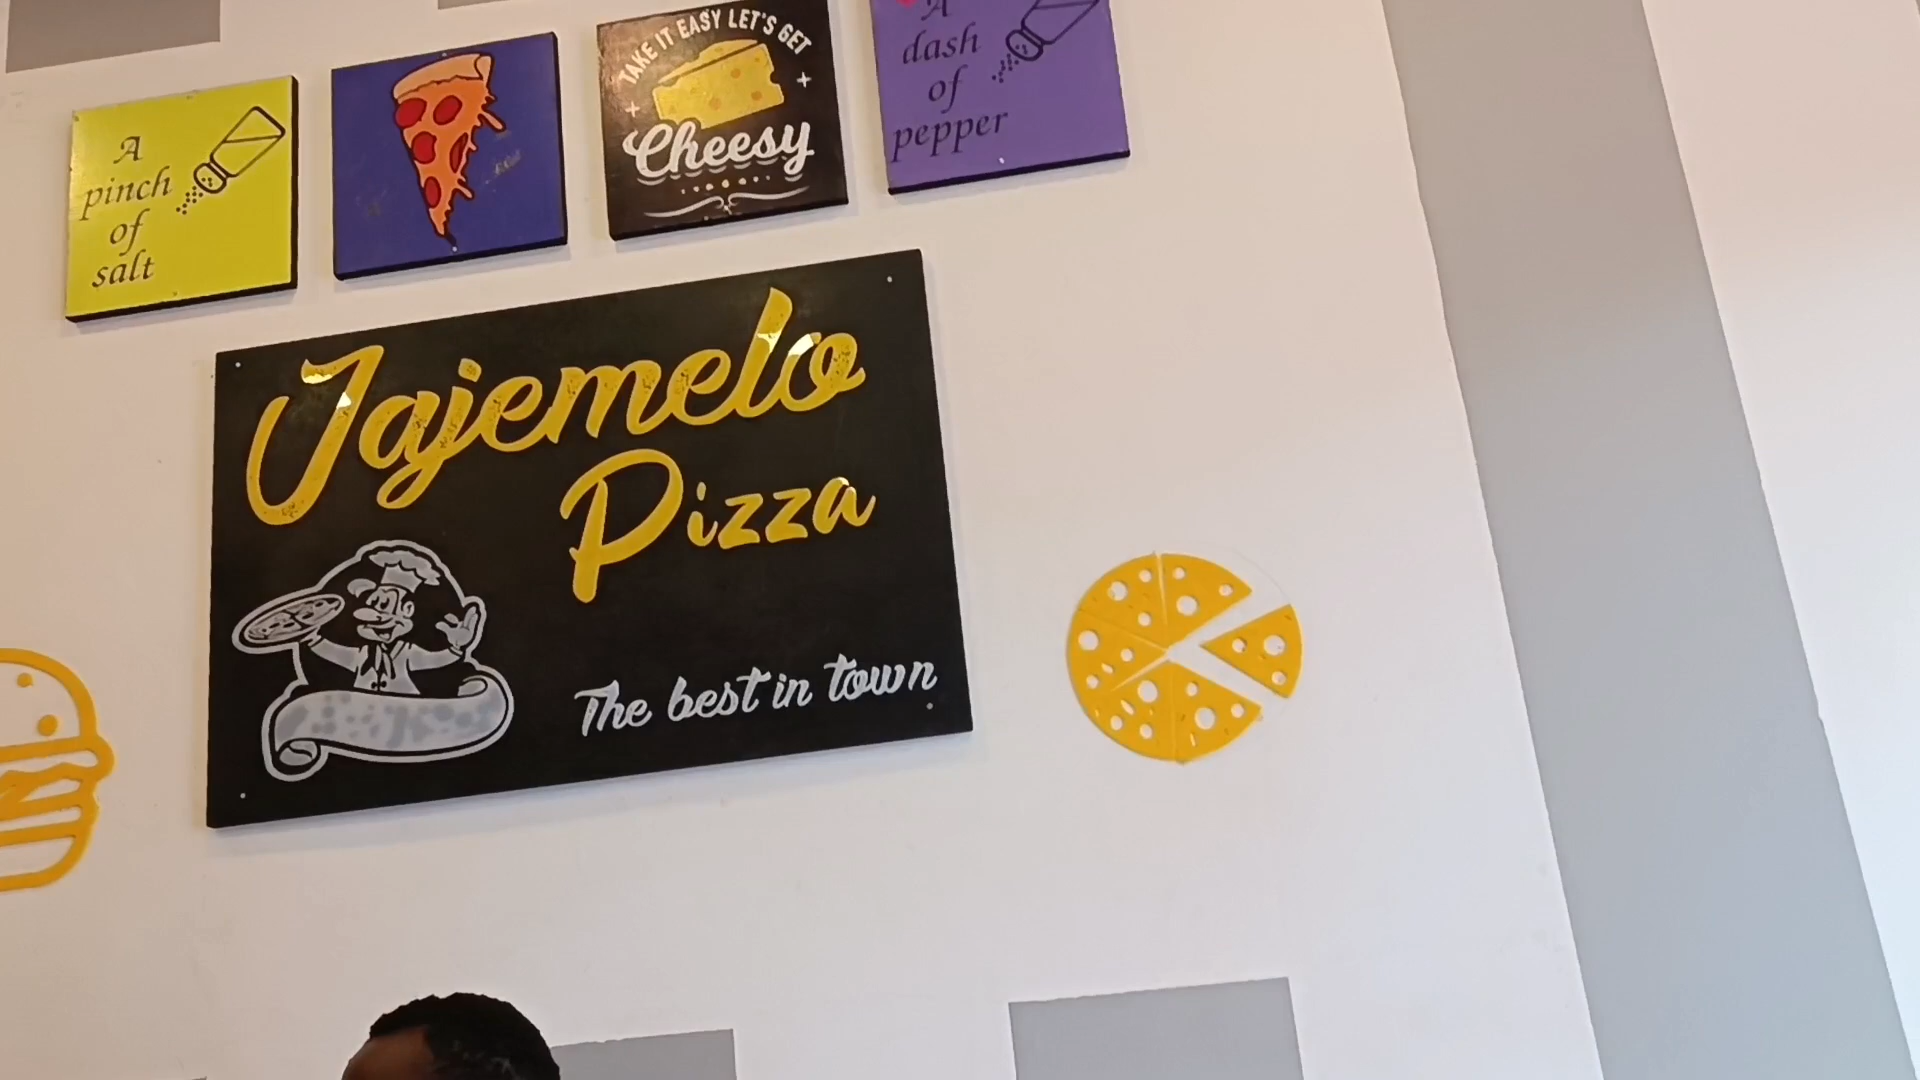 A
pinch
of
salt
TAKE IT EASY LET'S GET
Cheesy
A
dash
of
pepper
Jajemelo
Pizza
The best in town